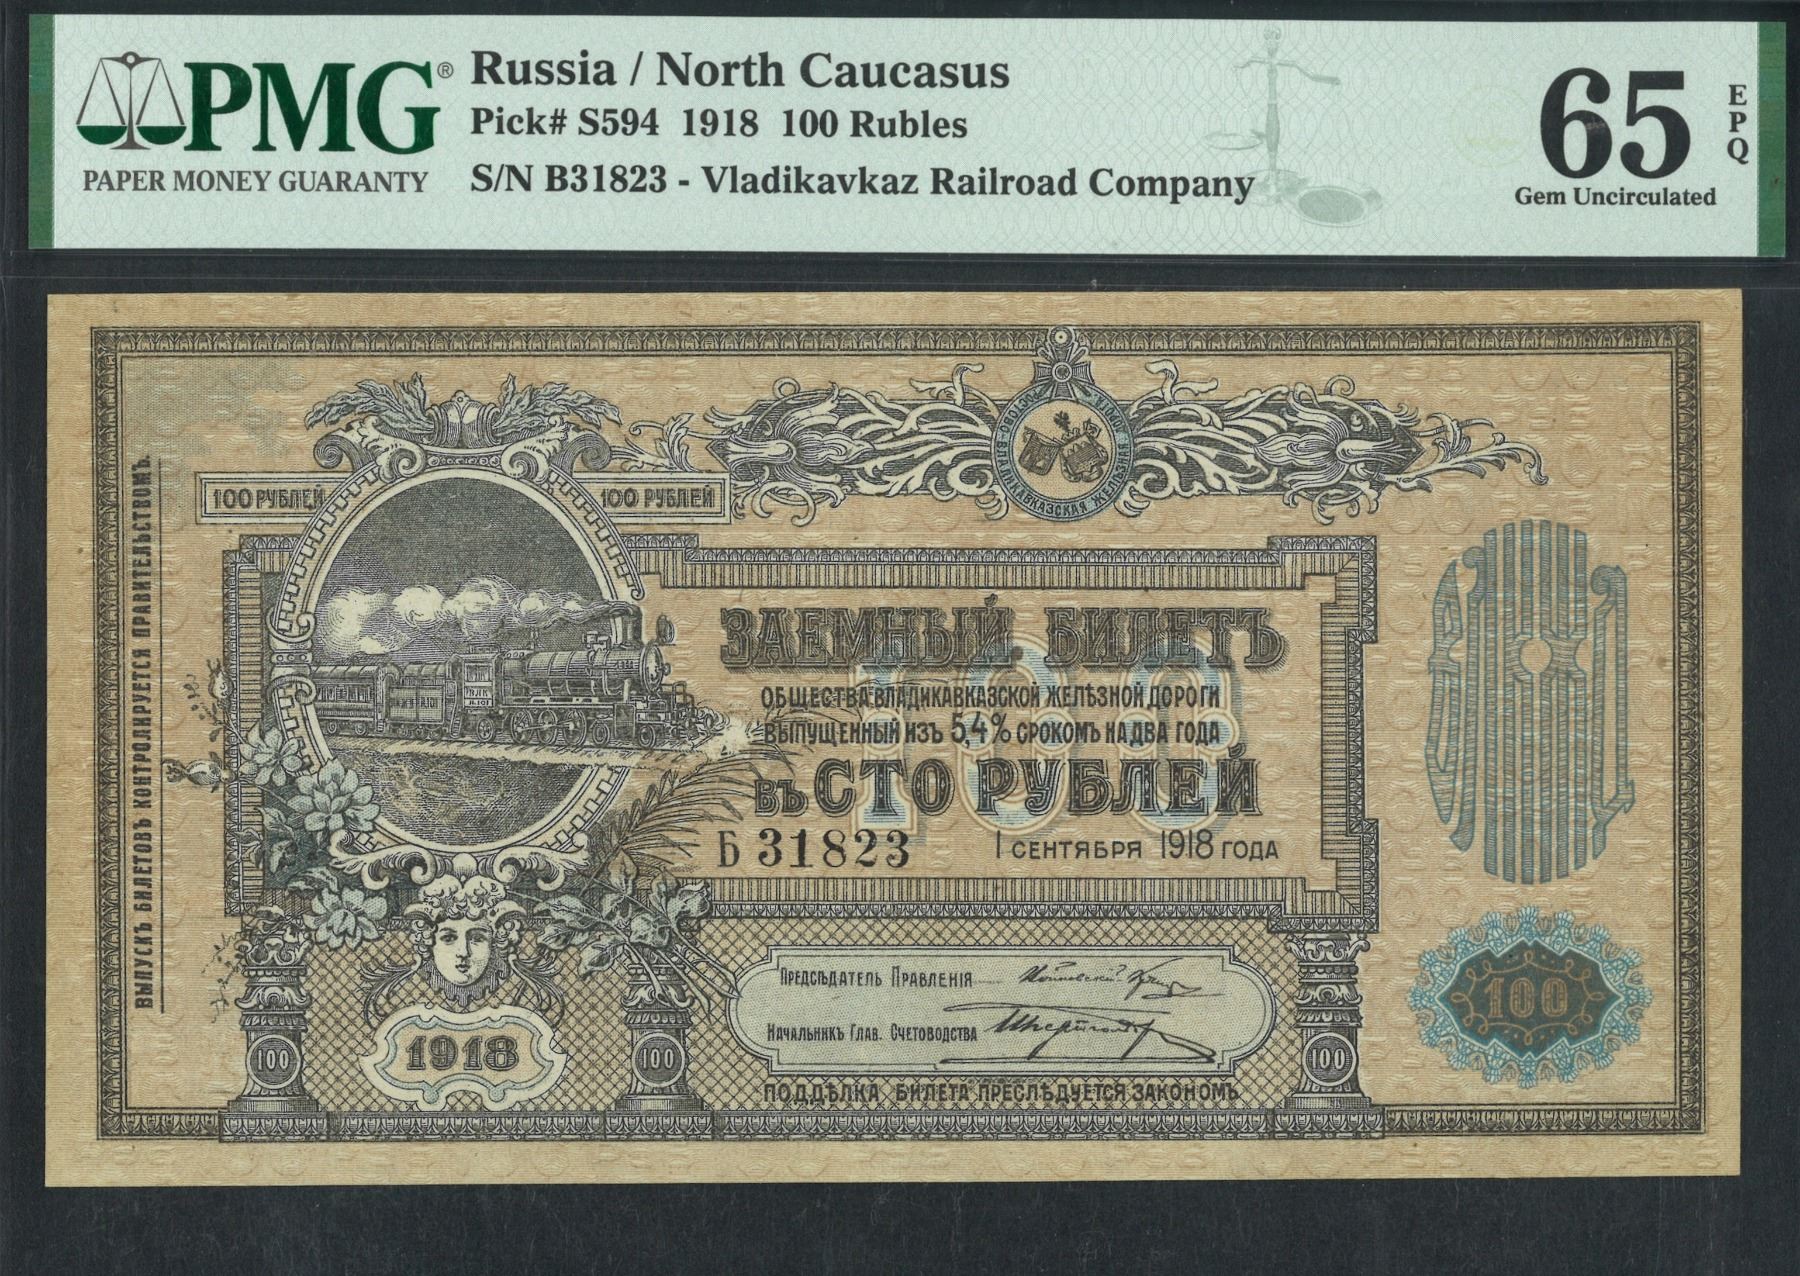 PMG®
PAPER MONEY GUARANTY
Russia / North Caucasus
Pick# S594 1918 100 Rubles
S/N B31823 - Vladikavkaz Railroad Company
65
EPQ
Gem Uncirculated
100 РУБЛЕЙ
100 РУБЛЕЙ
ВЫПУСКЪ БИЛЕТОВЪ КОНТРОЛИРУЕТСЯ ПРАВИТЕЛЬСТВОМЪ.
ЗАЕМНЫЙ БИЛЕТЪ
ОБЩЕСТВА ВЛАДИКАВКАЗСКОЙ ЖЕЛѢЗНОЙ ДОРОГИ
ВЫПУЩЕННЫЙ ИЗЪ 5,4% СРОКОМЪ НА ДВА ГОДА
ВЪ СТО РУБЛЕЙ
100
Б 31823
1 СЕНТЯБРЯ 1918 ГОДА
ПРЕДСѢДАТЕЛЬ ПРАВЛЕНІЯ
НАЧАЛЬНИКЪ ГЛАВ. СЧЕТОВОДСТВА
100
1918
100
100
100
ПОДДѢЛКА БИЛЕТА ПРЕСЛѢДУЕТСЯ ЗАКОНОМЪ